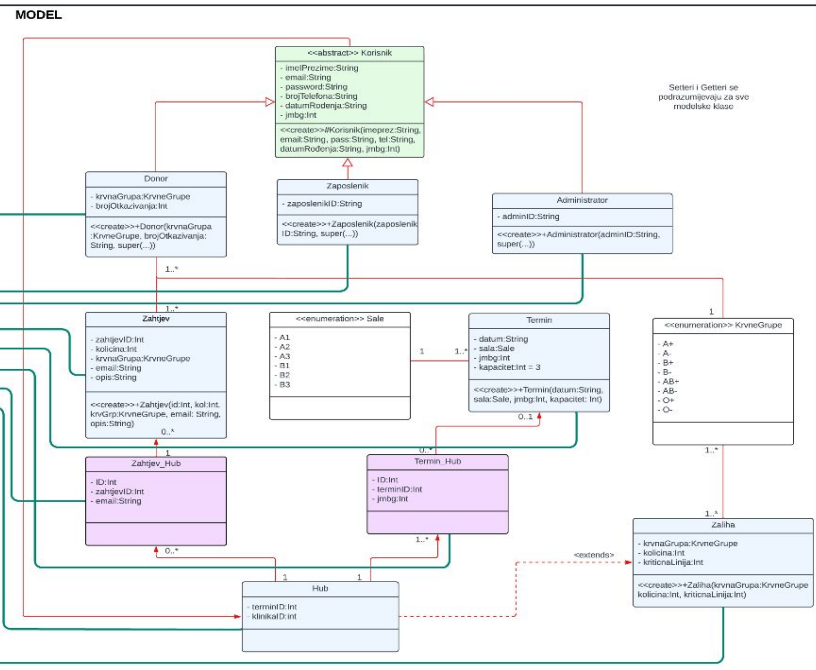 MODEL
<<abstract>> Korisnik
- imeIPrezime:String
- email:String
- password:String
- brojTelefona:String
- datumRođenja:String
- jmbg:Int
<<create>>#Korisnik(imeprez:String,
email:String, pass:String, tel:String,
datumRođenja:String, jmbg:Int)
Setteri i Getteri se
podrazumijevaju za sve
modelske klase
Donor
- krvnaGrupa:KrvneGrupe
- brojOtkazivanja:Int
<<create>>+Donor(krvnaGrupa
:KrvneGrupe, brojOtkazivanja:
String, super(...))
Zaposlenik
- zaposlenikID:String
<<create>>+Zaposlenik(zaposlenik
ID:String, super(...))
Administrator
- adminID:String
<<create>>+Administrator(adminID:String,
super(...))
1..*
1..*
1
Zahtjev
- zahtjevID:Int
- kolicina:Int
- krvnaGrupa:KrvneGrupe
- email:String
- opis:String
<<create>>+Zahtjev(id:Int, kol:Int,
krvGrp:KrvneGrupe, email: String,
opis:String)
0..*
<<enumeration>> Sale
- A1
- A2
- A3
- B1
- B2
- B3
1
1..*
Termin
- datum:String
- sala:Sale
- jmbg:Int
- kapacitet:Int = 3
<<create>>+Termin(datum:String,
sala:Sale, jmbg:Int, kapacitet: Int)
0..1
<<enumeration>> KrvneGrupe
- A+
- A-
- B+
- B-
- AB+
- AB-
- O+
- O-
1..*
1
Zahtjev_Hub
- ID:Int
- zahtjevID:Int
- email:String
0..*
0..*
Termin_Hub
- ID:Int
- terminID:Int
- jmbg:Int
1..*
1..*
Zaliha
- krvnaGrupa:KrvneGrupe
- kolicina:Int
- kriticnaLinija:Int
<<create>>+Zaliha(krvnaGrupa:KrvneGrupe
kolicina:Int, kriticnaLinija:Int)
<extends>
1
1
Hub
- terminID:Int
- klinikaID:int